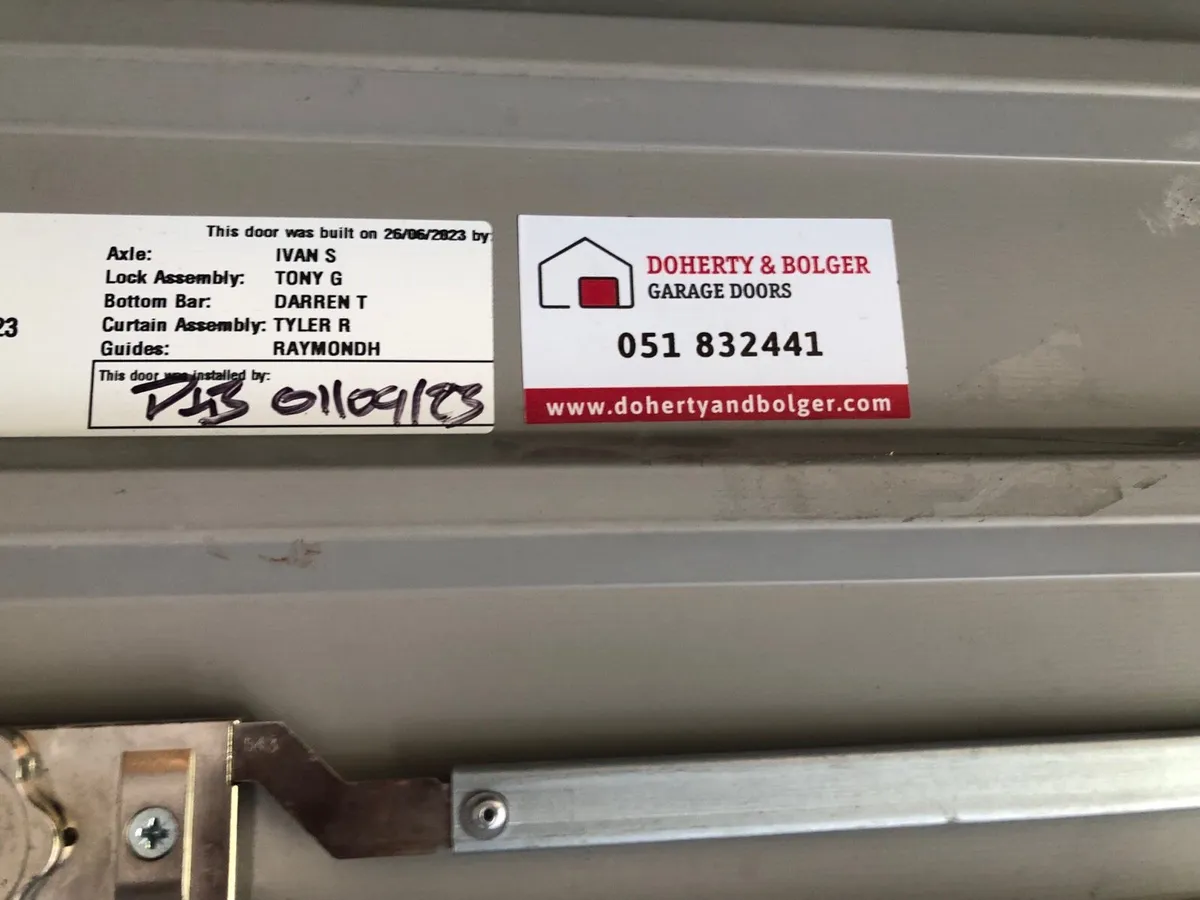 This door was built on 26/06/2023 by
Axle: IVAN S
Lock Assembly: TONY G
Bottom Bar: DARREN T
Curtain Assembly: TYLER R
Guides: RAYMONDH
23
This door was installed by:
01/09/23
DOHERTY & BOLGER
GARAGE DOORS
051 832441
www.dohertyandbolger.com
543